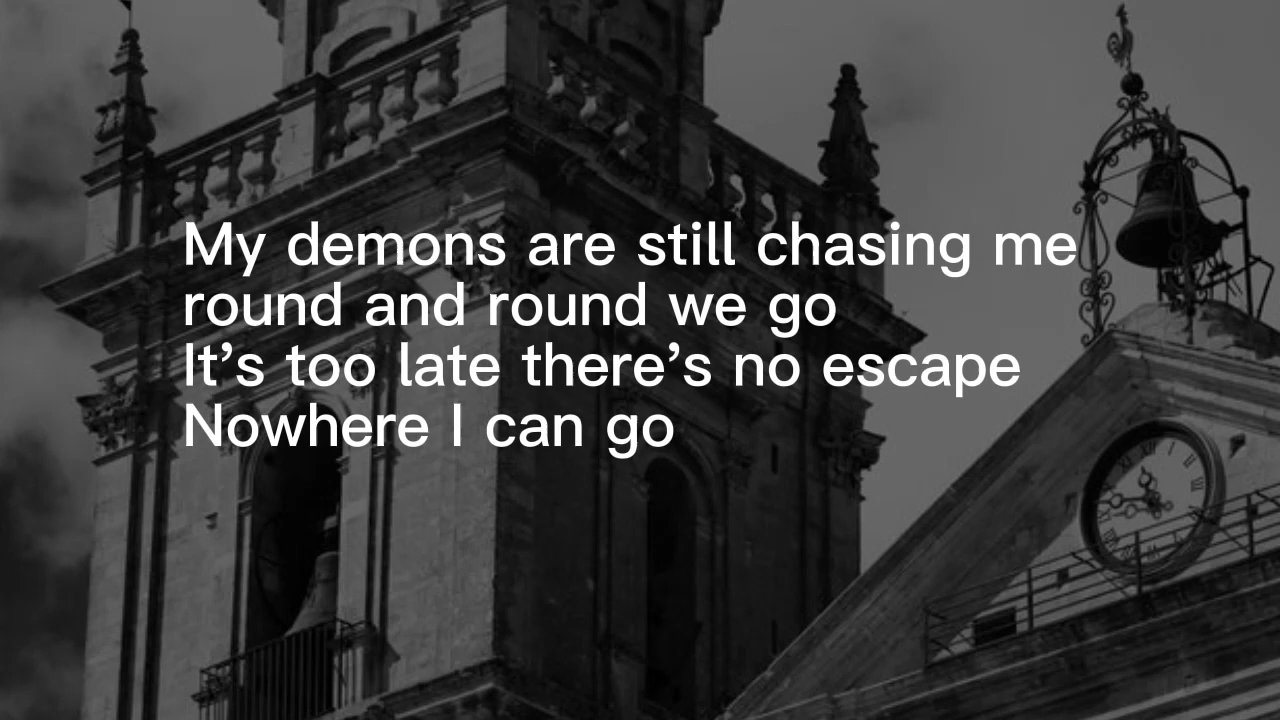 My demons are still chasing me
round and round we go
It’s too late there’s no escape
Nowhere I can go